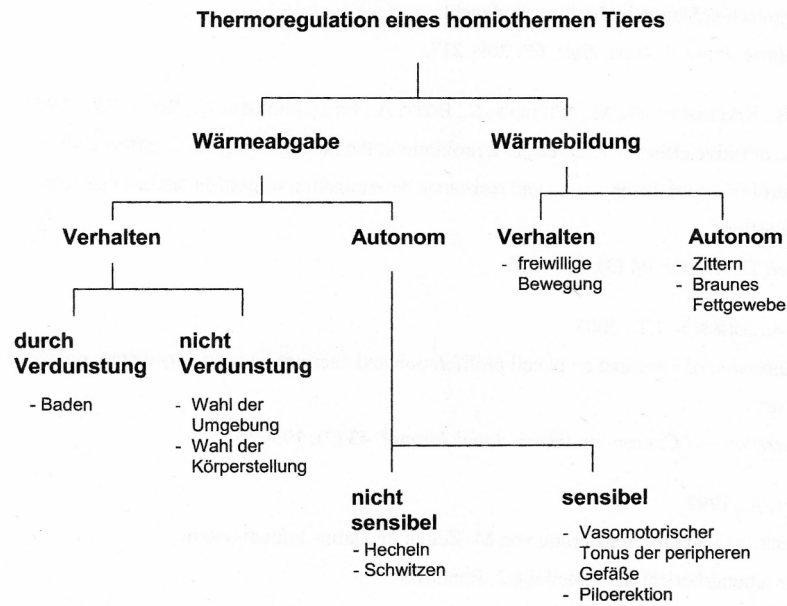 Thermoregulation eines homiothermen Tieres
Wärmeabgabe
Wärmebildung
Verhalten
Autonom
Verhalten
- freiwillige
Bewegung
Autonom
- Zittern
- Braunes
Fettgewebe
durch
Verdunstung
- Baden
nicht
Verdunstung
- Wahl der
Umgebung
- Wahl der
Körperstellung
nicht
sensibel
- Hecheln
- Schwitzen
sensibel
- Vasomotorischer
Tonus der peripheren
Gefäße
- Piloerektion